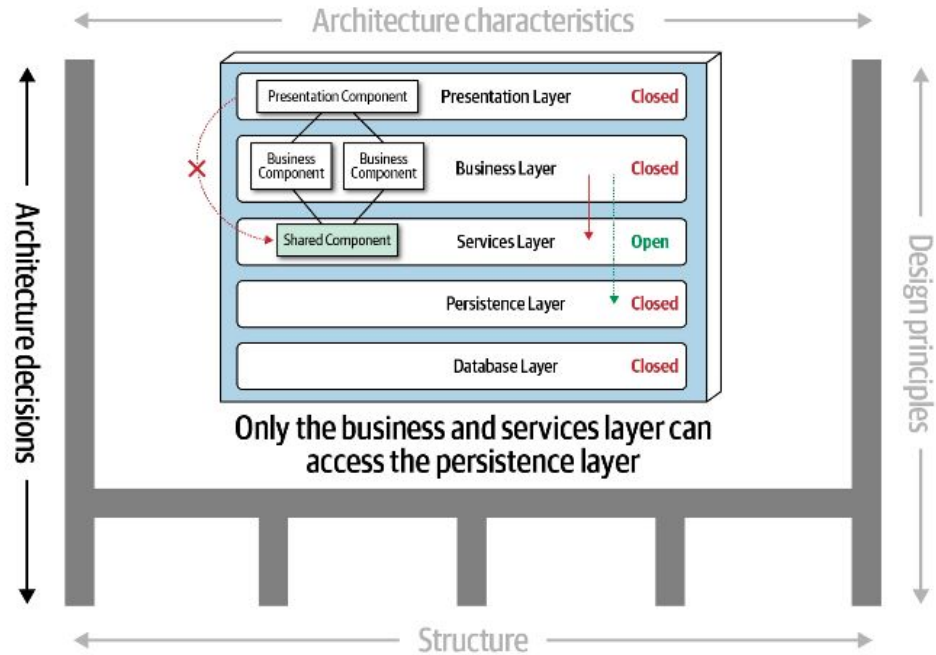 Architecture characteristics
Architecture decisions
Design principles
Presentation Component
Presentation Layer
Closed
Business
Component
Business
Component
Business Layer
Closed
Shared Component
Services Layer
Open
Persistence Layer
Closed
Database Layer
Closed
Only the business and services layer can
access the persistence layer
Structure